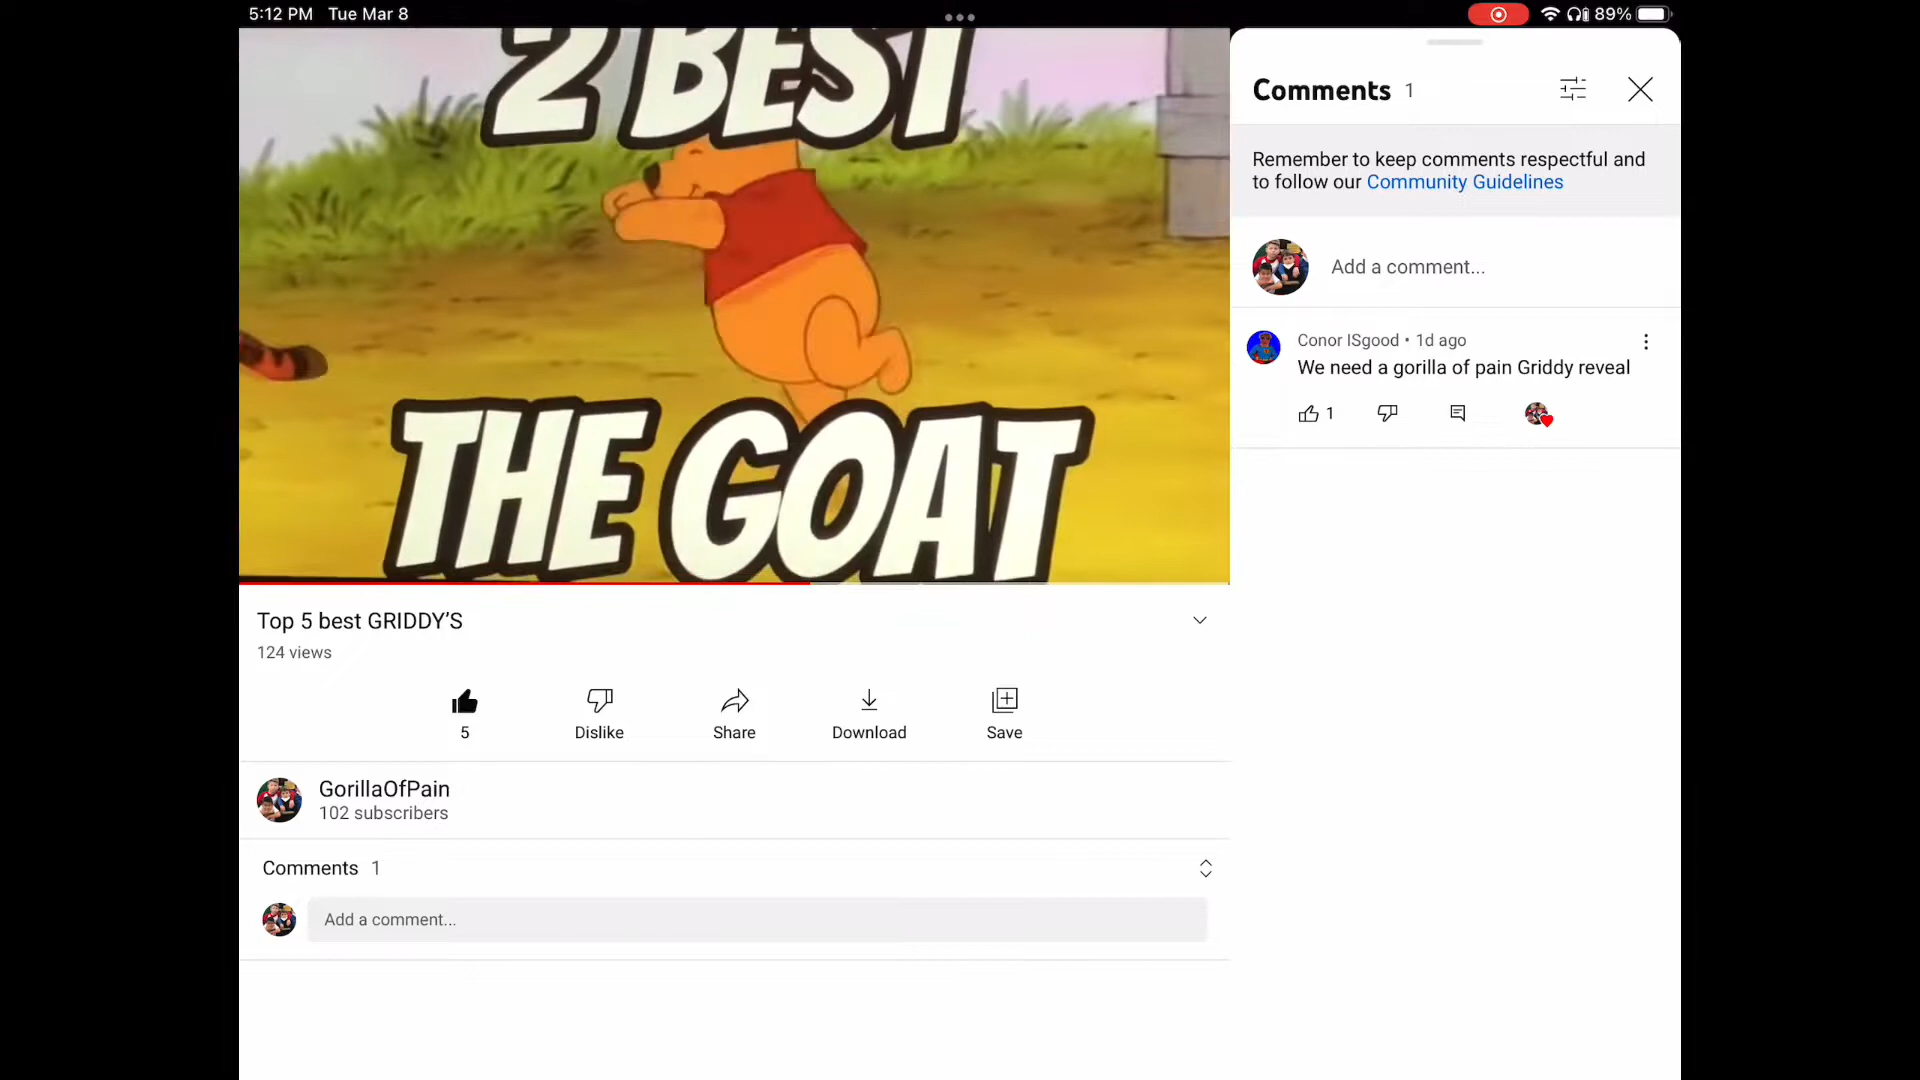 5:12 PM Tue Mar 8
89%
2 BEST
THE GOAT
Top 5 best GRIDDY'S
124 views
5
Dislike
Share
Download
Save
GorillaOfPain
102 subscribers
Comments 1
Add a comment...
Comments 1
Remember to keep comments respectful and
to follow our Community Guidelines
Add a comment...
Conor ISgood • 1d ago
We need a gorilla of pain Griddy reveal
1